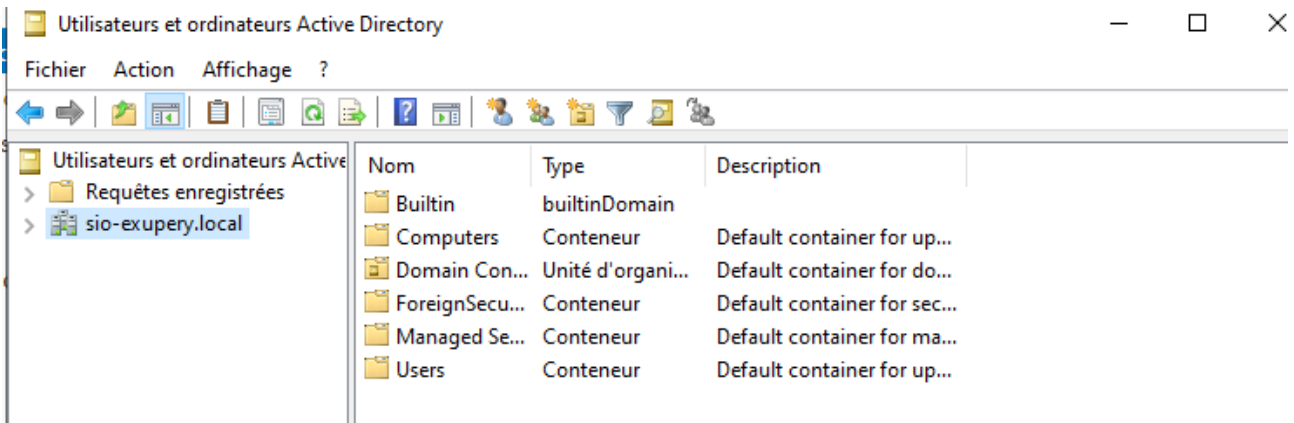 Utilisateurs et ordinateurs Active Directory
Fichier Action Affichage ?
Utilisateurs et ordinateurs Active
Requêtes enregistrées
sio-exupery.local
Nom Type Description
Builtin builtinDomain
Computers Conteneur Default container for up...
Domain Con... Unité d'organi... Default container for do...
ForeignSecu... Conteneur Default container for sec...
Managed Se... Conteneur Default container for ma...
Users Conteneur Default container for up...